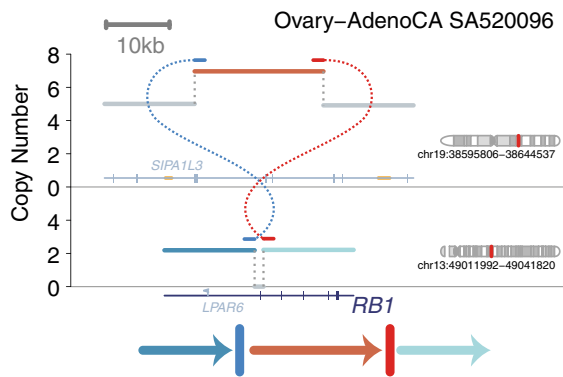 Ovary−AdenoCA SA520096
10kb
Copy Number
8
6
4
2
0
SIPA1L3
chr19:38595806−38644537
4
2
0
chr13:49011992−49041820
LPAR6
RB1